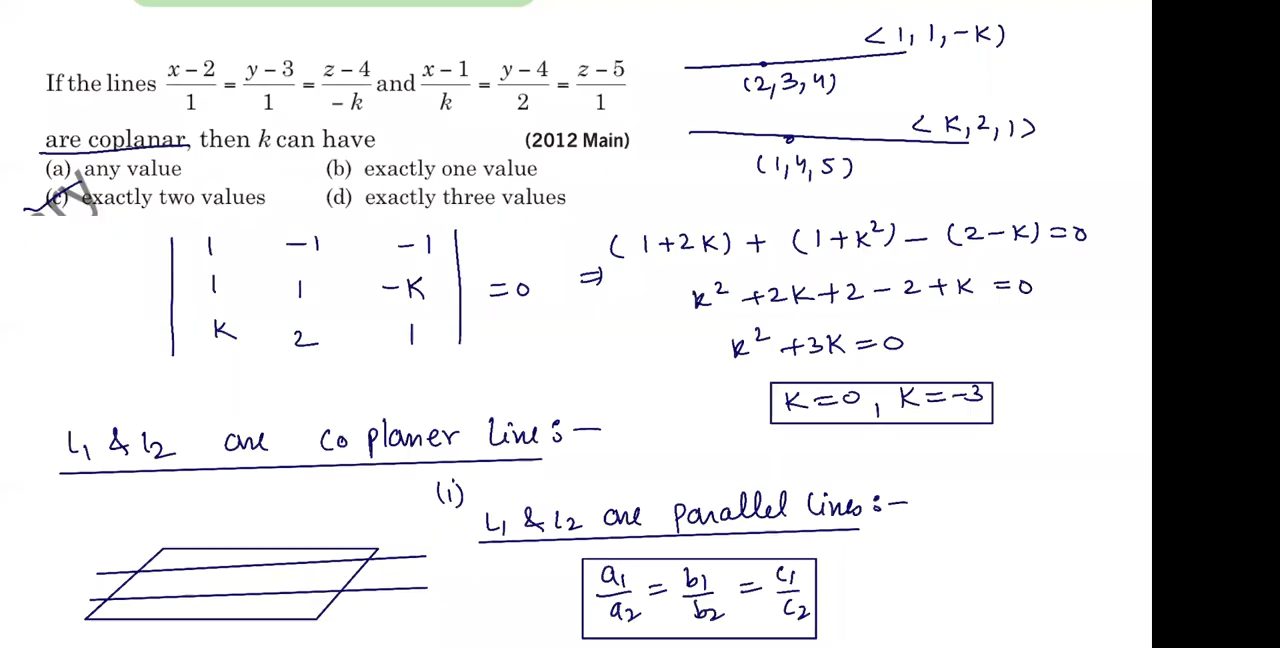 If the lines (x − 2)/1 = (y − 3)/1 = (z − 4)/(− k) and (x − 1)/k = (y − 4)/2 = (z − 5)/1
are coplanar, then k can have (2012 Main)
(a) any value (b) exactly one value
(c) exactly two values (d) exactly three values
< 1, 1, -K)
(2, 3, 4)
< K, 2, 1>
(1, 4, 5)
| 1 -1 -1 |
| 1 1 -K | = 0
| K 2 1 |
⇒ (1+2K) + (1+K²) - (2-K) = 0
K² + 2K + 2 - 2 + K = 0
K² + 3K = 0
K = 0, K = -3
L1 & L2 are co planer line :-
(i) L1 & L2 are parallel lines :-
a1/a2 = b1/b2 = c1/c2